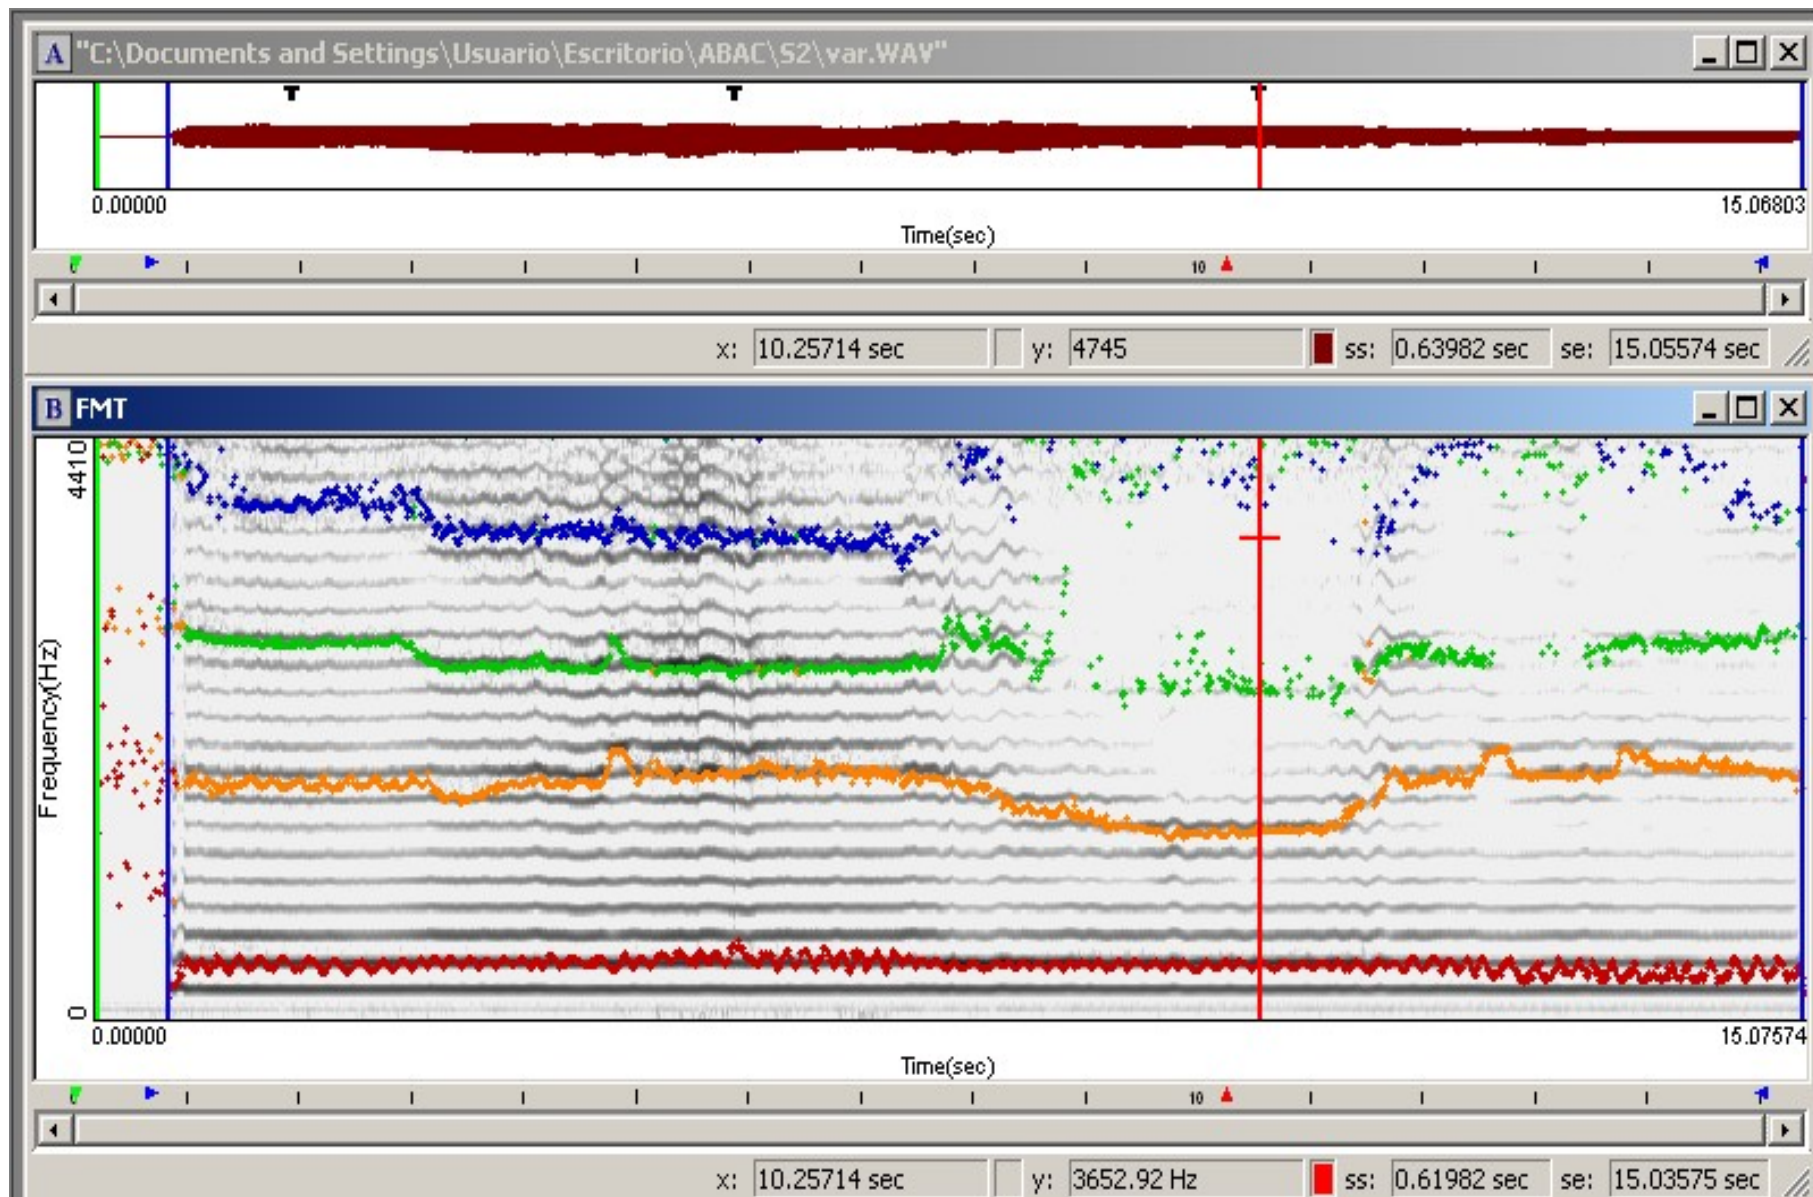 A "C:\Documents and Settings\Usuario\Escritorio\ABAC\S2\var.WAV"
0.00000 15.06803
Time(sec)
0 10
x: 10.25714 sec y: 4745 ss: 0.63982 sec se: 15.05574 sec
B FMT
4410
Frequency(Hz)
0
0.00000 15.07574
Time(sec)
0 10
x: 10.25714 sec y: 3652.92 Hz ss: 0.61982 sec se: 15.03575 sec